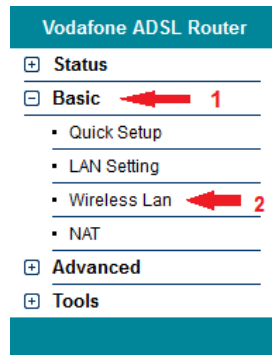 Vodafone ADSL Router
Status
Basic 1
Quick Setup
LAN Setting
Wireless Lan 2
NAT
Advanced
Tools